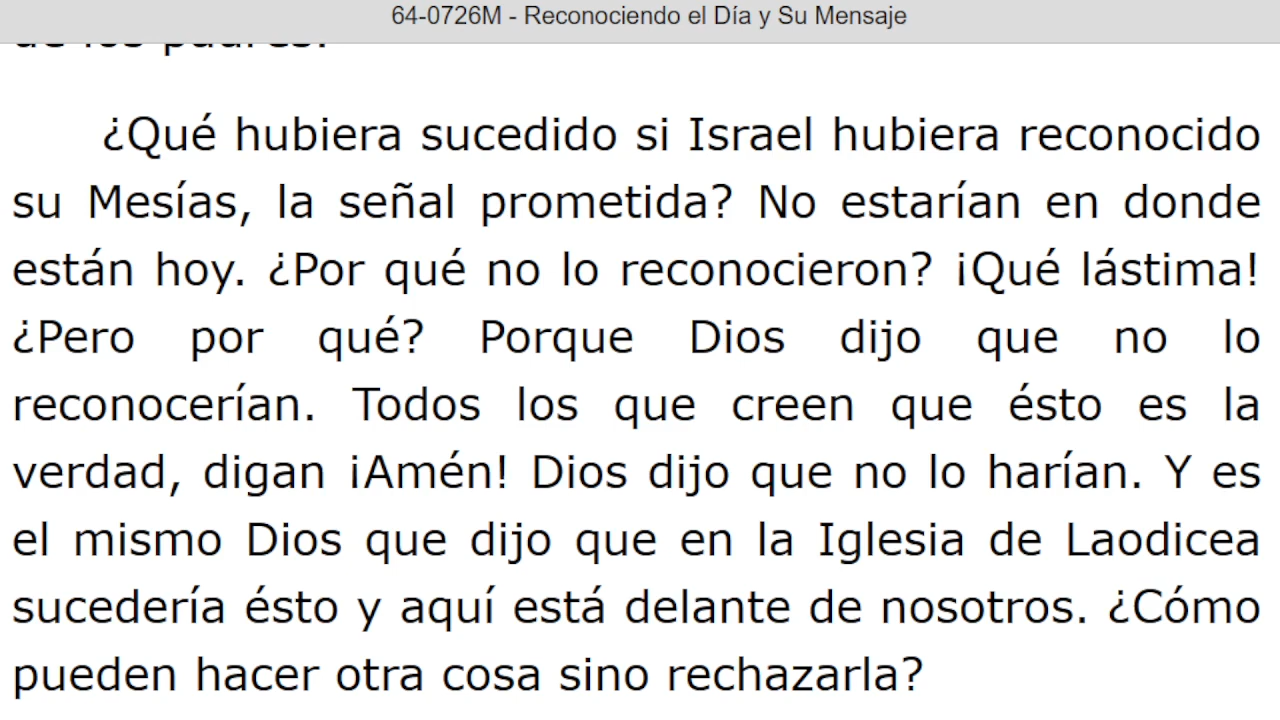 64-0726M - Reconociendo el Día y Su Mensaje
de los padres.
¿Qué hubiera sucedido si Israel hubiera reconocido
su Mesías, la señal prometida? No estarían en donde
están hoy. ¿Por qué no lo reconocieron? ¡Qué lástima!
¿Pero por qué? Porque Dios dijo que no lo
reconocerían. Todos los que creen que ésto es la
verdad, digan ¡Amén! Dios dijo que no lo harían. Y es
el mismo Dios que dijo que en la Iglesia de Laodicea
sucedería ésto y aquí está delante de nosotros. ¿Cómo
pueden hacer otra cosa sino rechazarla?